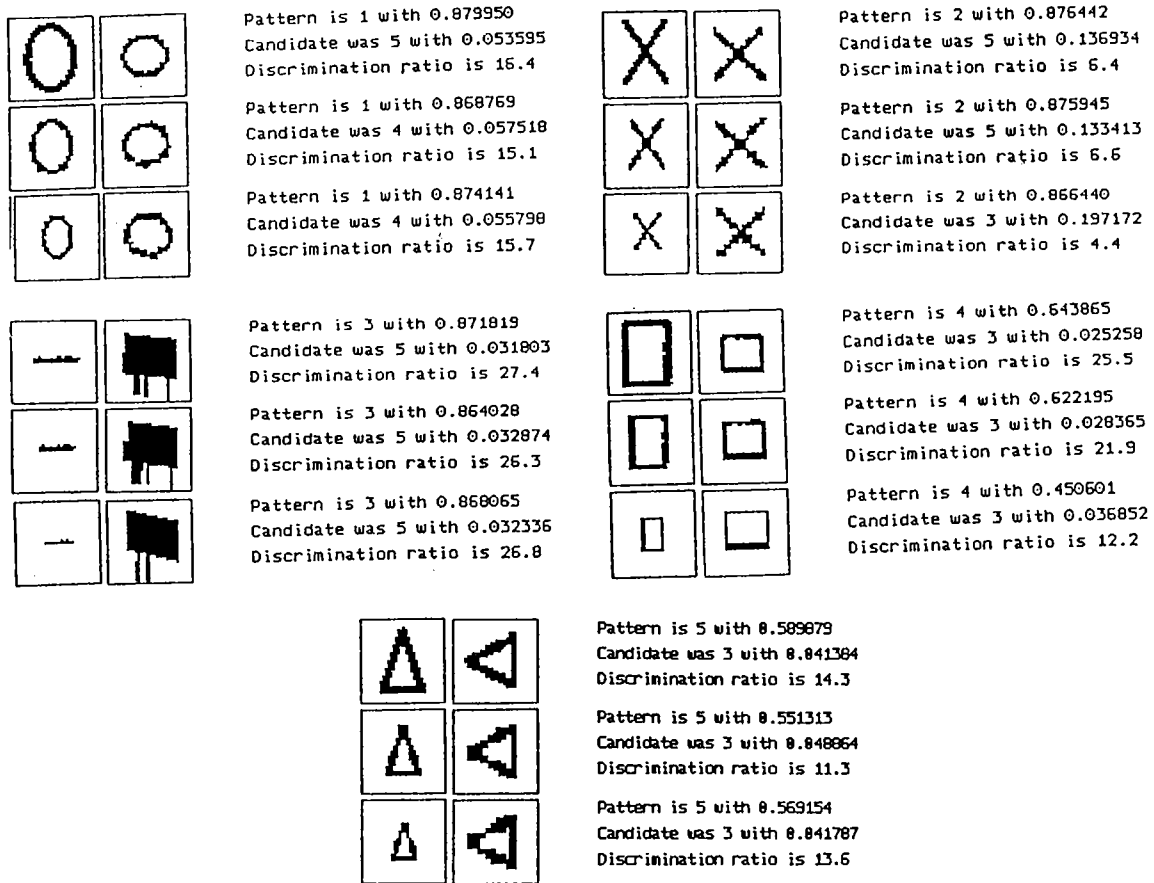 Pattern is 1 with 0.879950
Candidate was 5 with 0.053595
Discrimination ratio is 16.4
Pattern is 1 with 0.868769
Candidate was 4 with 0.057518
Discrimination ratio is 15.1
Pattern is 1 with 0.874141
Candidate was 4 with 0.055798
Discrimination ratio is 15.7
Pattern is 2 with 0.876442
Candidate was 5 with 0.136934
Discrimination ratio is 6.4
Pattern is 2 with 0.875945
Candidate was 5 with 0.133413
Discrimination ratio is 6.6
Pattern is 2 with 0.866440
Candidate was 3 with 0.197172
Discrimination ratio is 4.4
Pattern is 3 with 0.871819
Candidate was 5 with 0.031803
Discrimination ratio is 27.4
Pattern is 3 with 0.864028
Candidate was 5 with 0.032874
Discrimination ratio is 26.3
Pattern is 3 with 0.868065
Candidate was 5 with 0.032336
Discrimination ratio is 26.8
Pattern is 4 with 0.643865
Candidate was 3 with 0.025258
Discrimination ratio is 25.5
Pattern is 4 with 0.622195
Candidate was 3 with 0.028365
Discrimination ratio is 21.9
Pattern is 4 with 0.450601
Candidate was 3 with 0.036852
Discrimination ratio is 12.2
Pattern is 5 with 0.589879
Candidate was 3 with 0.041384
Discrimination ratio is 14.3
Pattern is 5 with 0.551313
Candidate was 3 with 0.048864
Discrimination ratio is 11.3
Pattern is 5 with 0.569154
Candidate was 3 with 0.041787
Discrimination ratio is 13.6